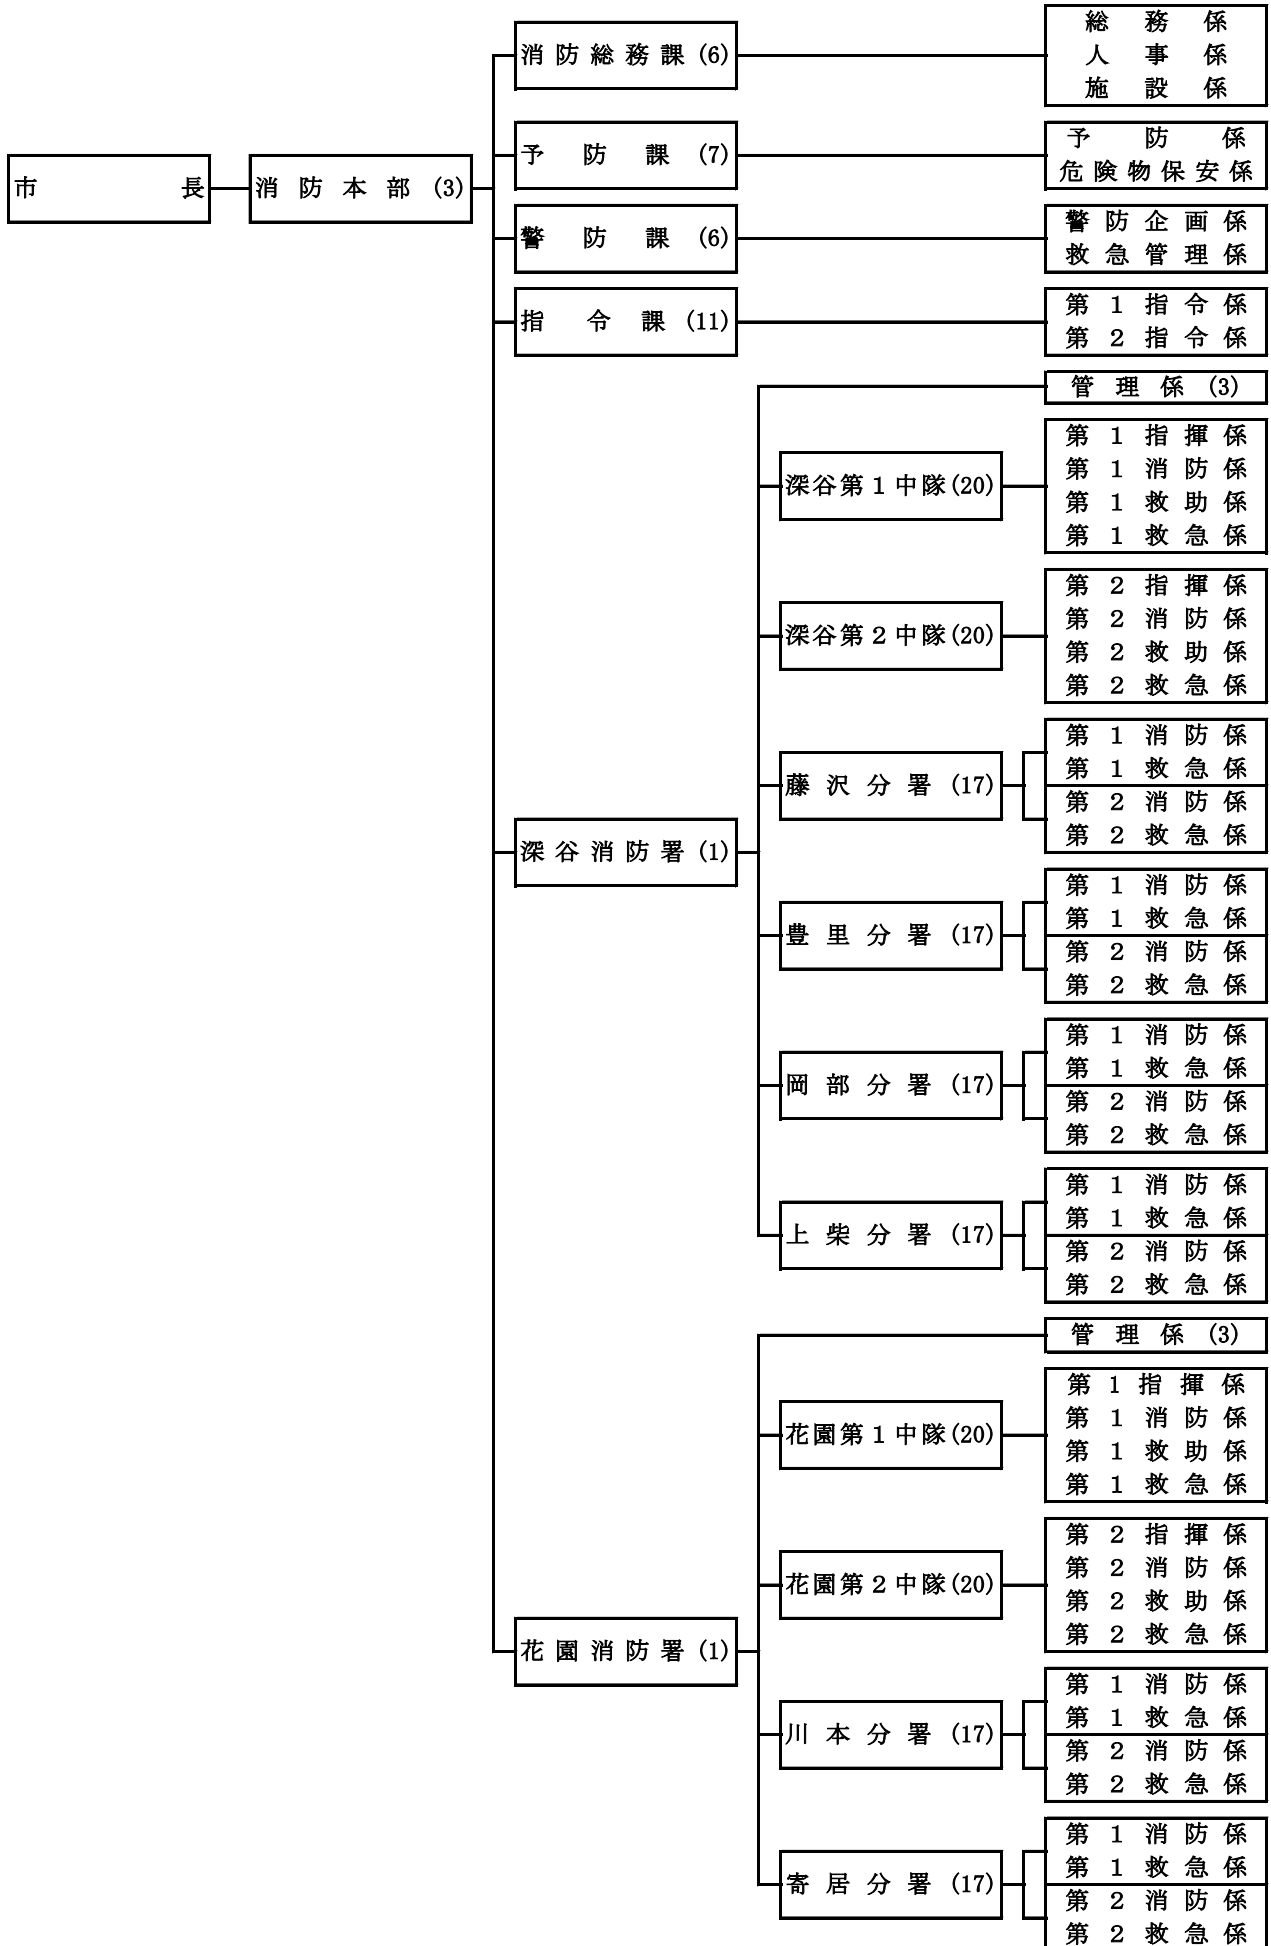 市長
消防本部(3)
消防総務課(6)
総務係
人事係
施設係
予防課(7)
予防係
危険物保安係
警防課(6)
警防企画係
救急管理係
指令課(11)
第1指令係
第2指令係
深谷消防署(1)
管理係(3)
深谷第1中隊(20)
第1指揮係
第1消防係
第1救助係
第1救急係
深谷第2中隊(20)
第2指揮係
第2消防係
第2救助係
第2救急係
藤沢分署(17)
第1消防係
第1救急係
第2消防係
第2救急係
豊里分署(17)
第1消防係
第1救急係
第2消防係
第2救急係
岡部分署(17)
第1消防係
第1救急係
第2消防係
第2救急係
上柴分署(17)
第1消防係
第1救急係
第2消防係
第2救急係
花園消防署(1)
管理係(3)
花園第1中隊(20)
第1指揮係
第1消防係
第1救助係
第1救急係
花園第2中隊(20)
第2指揮係
第2消防係
第2救助係
第2救急係
川本分署(17)
第1消防係
第1救急係
第2消防係
第2救急係
寄居分署(17)
第1消防係
第1救急係
第2消防係
第2救急係